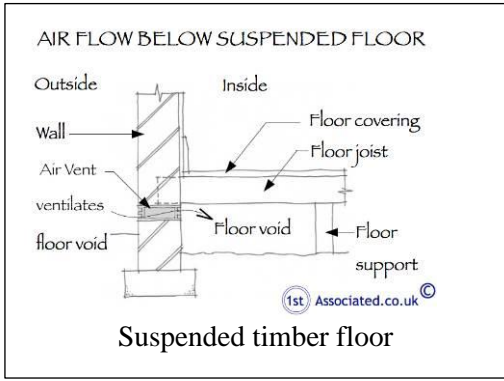 AIR FLOW BELOW SUSPENDED FLOOR
Outside
Inside
Wall
Floor covering
Floor joist
Air Vent
ventilates
floor void
Floor void
Floor
support
1st Associated.co.uk ©
Suspended timber floor